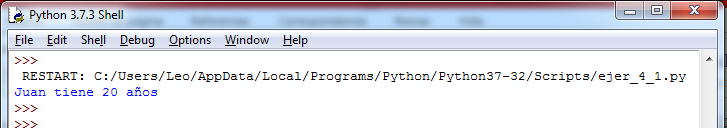 Python 3.7.3 Shell
File Edit Shell Debug Options Window Help
>>>
RESTART: C:/Users/Leo/AppData/Local/Programs/Python/Python37-32/Scripts/ejer_4_1.py
Juan tiene 20 años
>>>
>>>